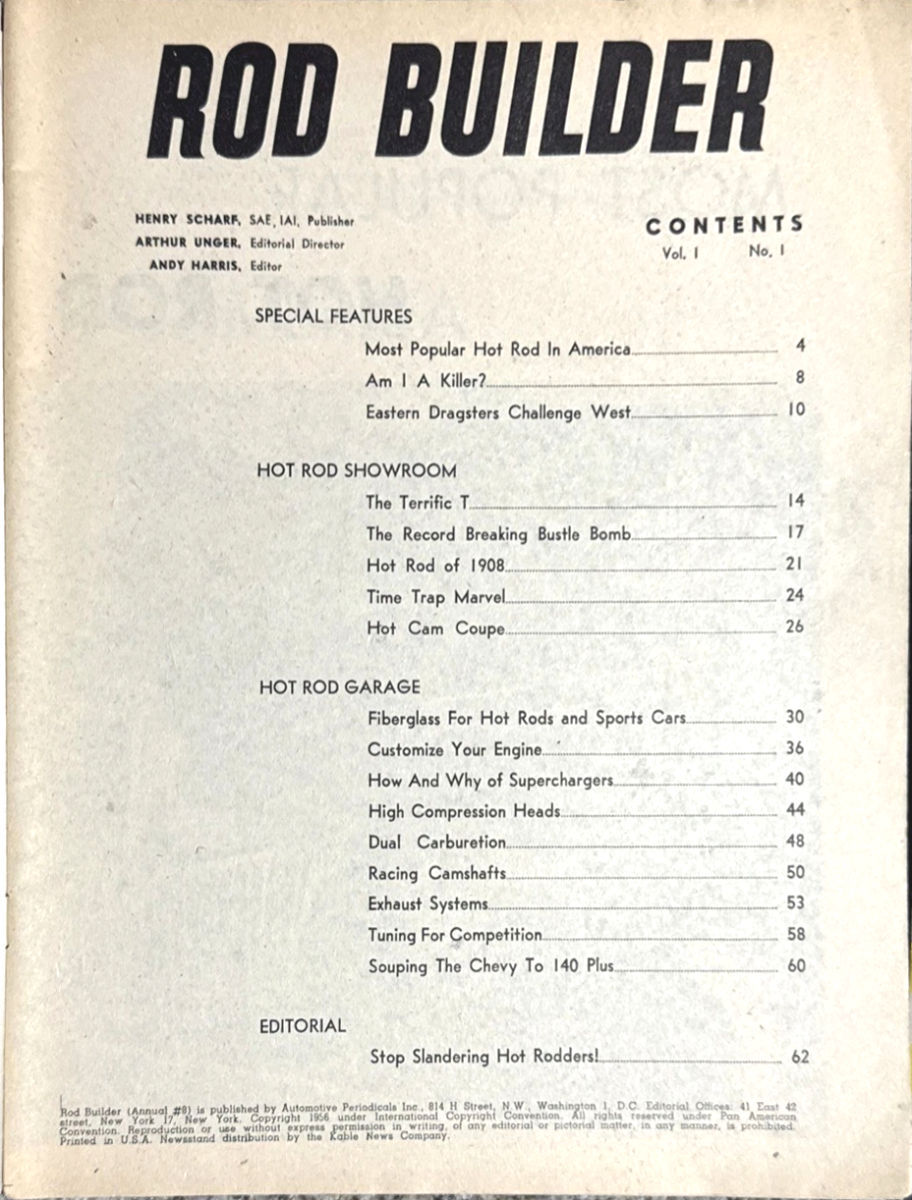 ROD BUILDER
HENRY SCHARF, SAE, IAI, Publisher
ARTHUR UNGER, Editorial Director
ANDY HARRIS, Editor
CONTENTS
Vol. I No. I
SPECIAL FEATURES
Most Popular Hot Rod In America 4
Am I A Killer? 8
Eastern Dragsters Challenge West 10
HOT ROD SHOWROOM
The Terrific T 14
The Record Breaking Bustle Bomb 17
Hot Rod of 1908 21
Time Trap Marvel 24
Hot Cam Coupe 26
HOT ROD GARAGE
Fiberglass For Hot Rods and Sports Cars 30
Customize Your Engine 36
How And Why of Superchargers 40
High Compression Heads 44
Dual Carburetion 48
Racing Camshafts 50
Exhaust Systems 53
Tuning For Competition 58
Souping The Chevy To 140 Plus 60
EDITORIAL
Stop Slandering Hot Rodders! 62
Rod Builder (Annual #8) is published by Automotive Periodicals Inc., 814 H Street, N.W., Washington 1, D.C. Editorial Offices: 41 East 42
street, New York 17, New York. Copyright 1956 under International Copyright Convention. All rights reserved under Pan American
Convention. Reproduction or use without express permission in writing, of any editorial or pictorial matter, in any manner, is prohibited.
Printed in U.S.A. Newsstand distribution by the Kable News Company.